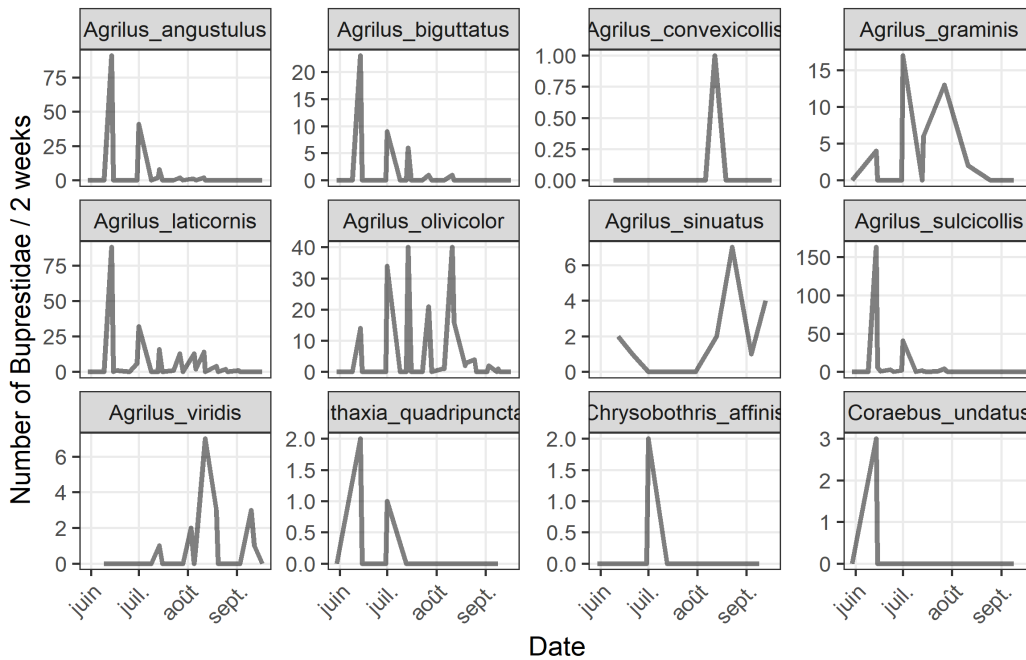 Agrilus_angustulus Agrilus_biguttatus Agrilus_convexicollis Agrilus_graminis
75 50 25 0
20 15 10 5 0
1.00 0.75 0.50 0.25 0.00
15 10 5 0
Agrilus_laticornis Agrilus_olivicolor Agrilus_sinuatus Agrilus_sulcicollis
75 50 25 0
40 30 20 10 0
6 4 2 0
150 100 50 0
Agrilus_viridis thaxia_quadripuncta Chrysobothris_affinis Coraebus_undatus
6 4 2 0
2.0 1.5 1.0 0.5 0.0
2.0 1.5 1.0 0.5 0.0
3 2 1 0
juin juil. août sept. juin juil. août sept. juin juil. août sept. juin juil. août sept.
Number of Buprestidae / 2 weeks
Date